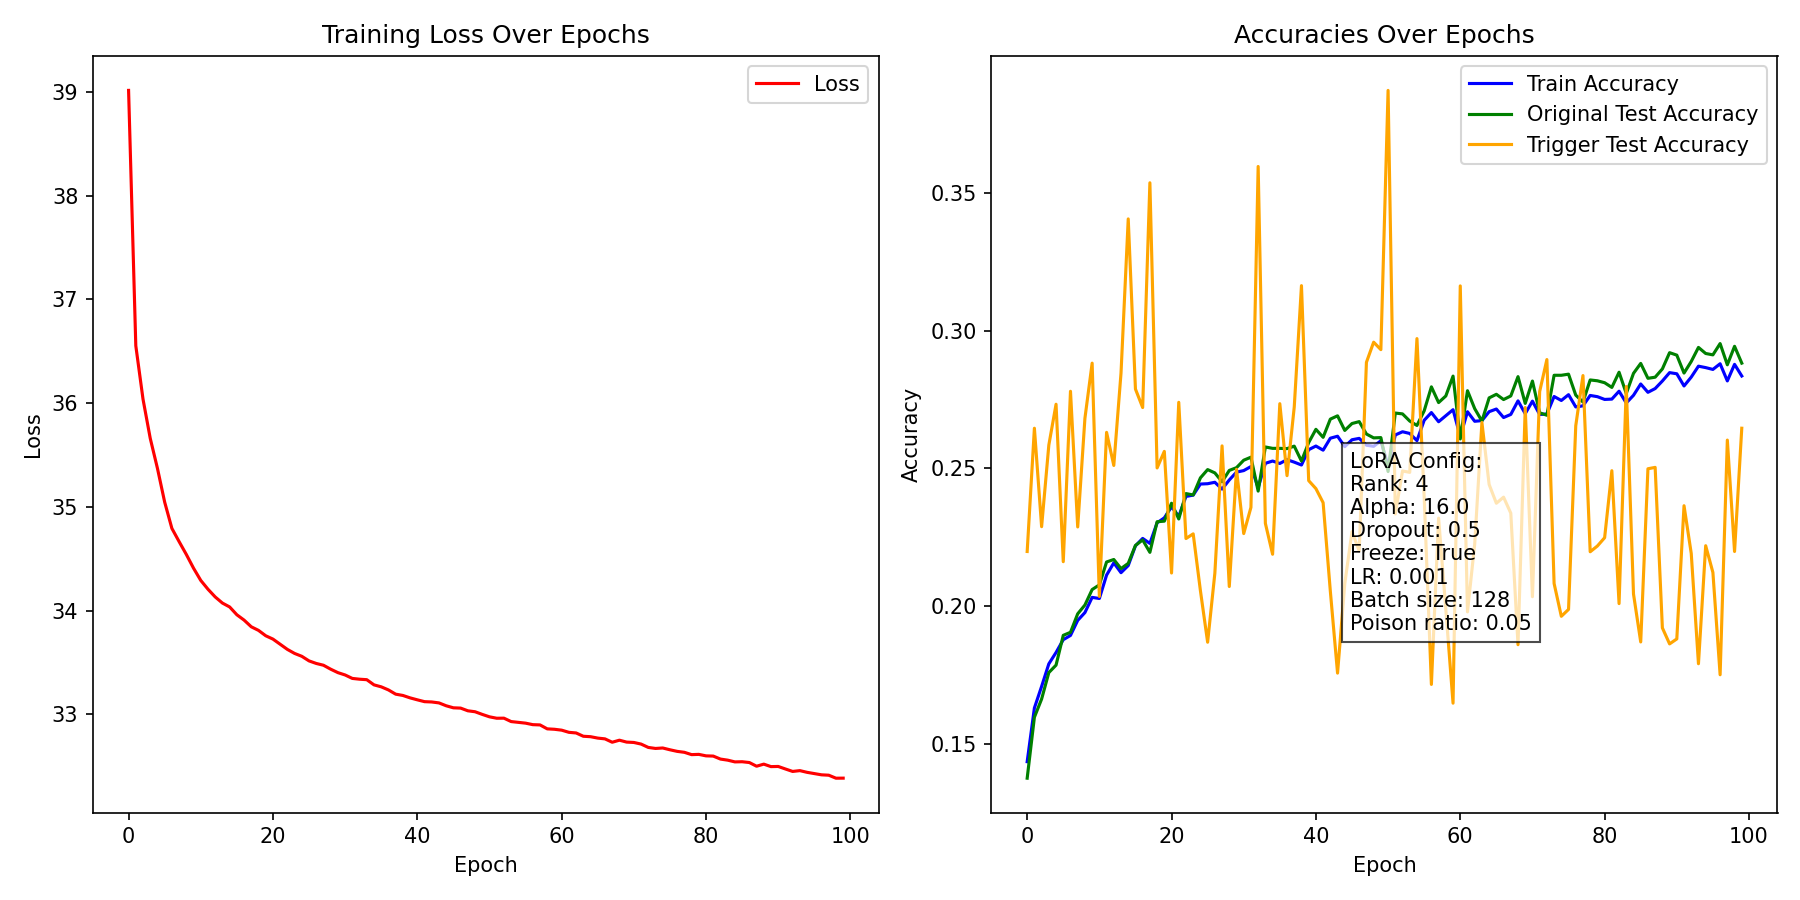 Training Loss Over Epochs
Loss
39
38
37
36
35
34
33
Loss
0
20
40
60
80
100
Epoch
Accuracies Over Epochs
Train Accuracy
Original Test Accuracy
Trigger Test Accuracy
0.35
0.30
0.25
0.20
0.15
Accuracy
LoRA Config:
Rank: 4
Alpha: 16.0
Dropout: 0.5
Freeze: True
LR: 0.001
Batch size: 128
Poison ratio: 0.05
0
20
40
60
80
100
Epoch